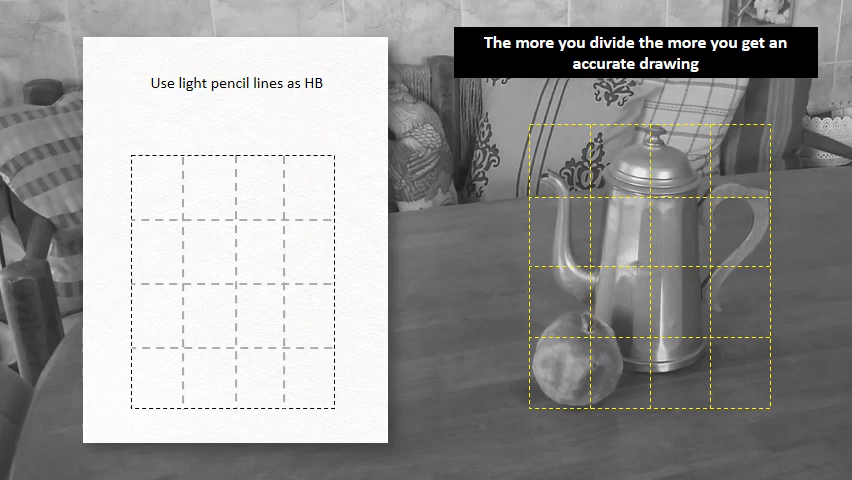 Use light pencil lines as HB
The more you divide the more you get an
accurate drawing